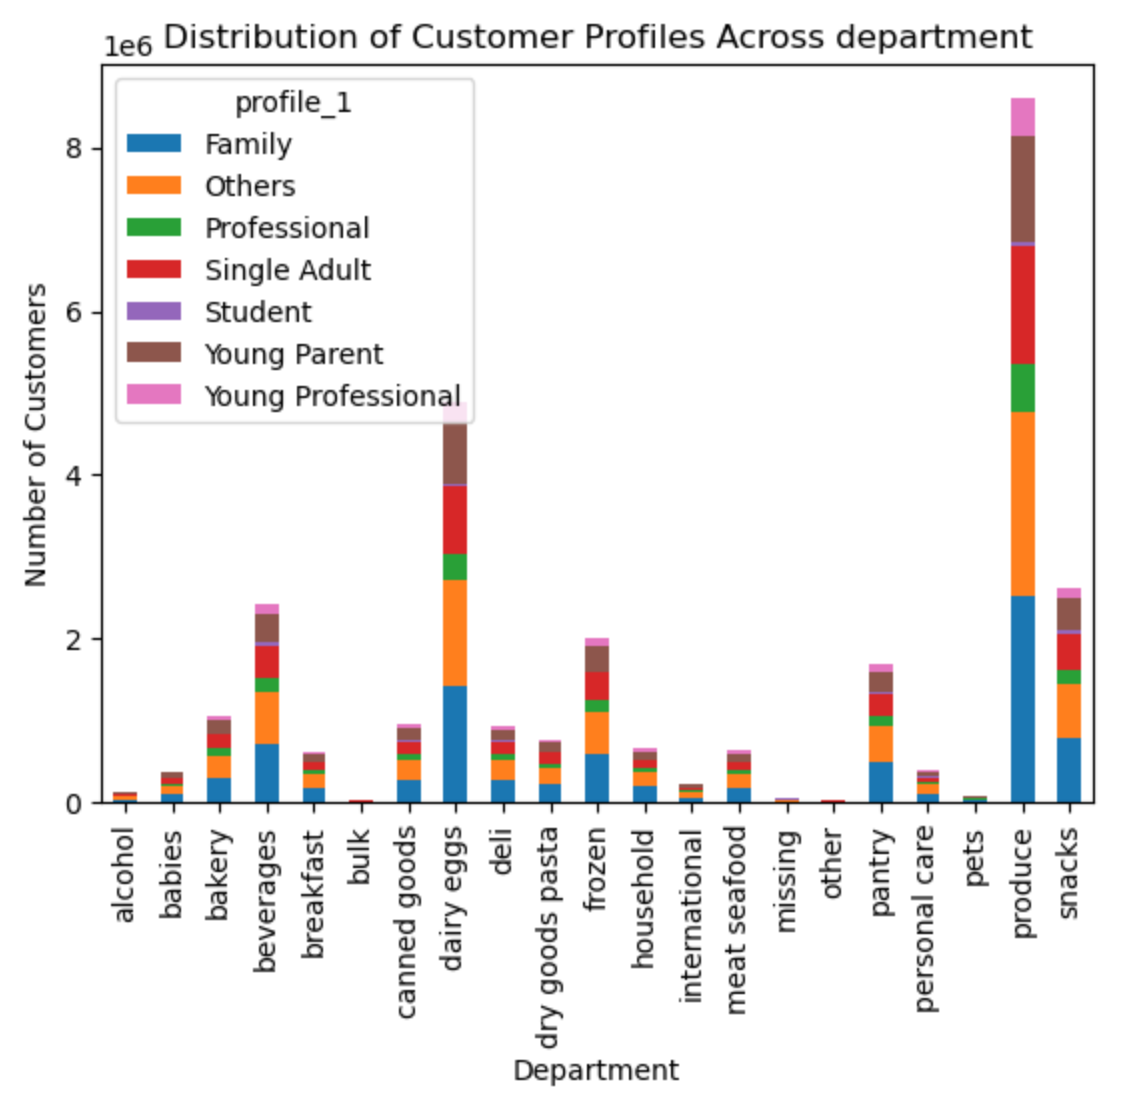 Distribution of Customer Profiles Across department
1e6
profile_1
Family
Others
Professional
Single Adult
Student
Young Parent
Young Professional
8
6
4
2
0
Number of Customers
alcohol
babies
bakery
beverages
breakfast
bulk
canned goods
dairy eggs
deli
dry goods pasta
frozen
household
international
meat seafood
missing
other
pantry
personal care
pets
produce
snacks
Department